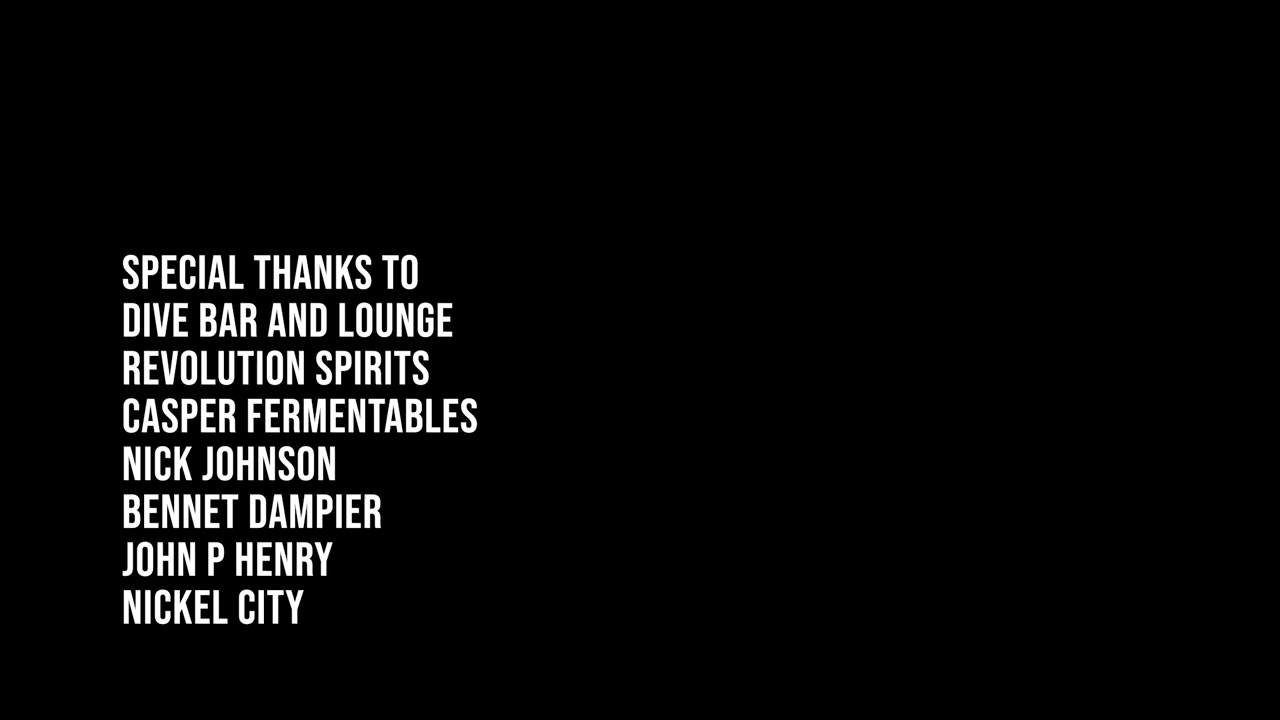 SPECIAL THANKS TO
DIVE BAR AND LOUNGE
REVOLUTION SPIRITS
CASPER FERMENTABLES
NICK JOHNSON
BENNET DAMPIER
JOHN P HENRY
NICKEL CITY